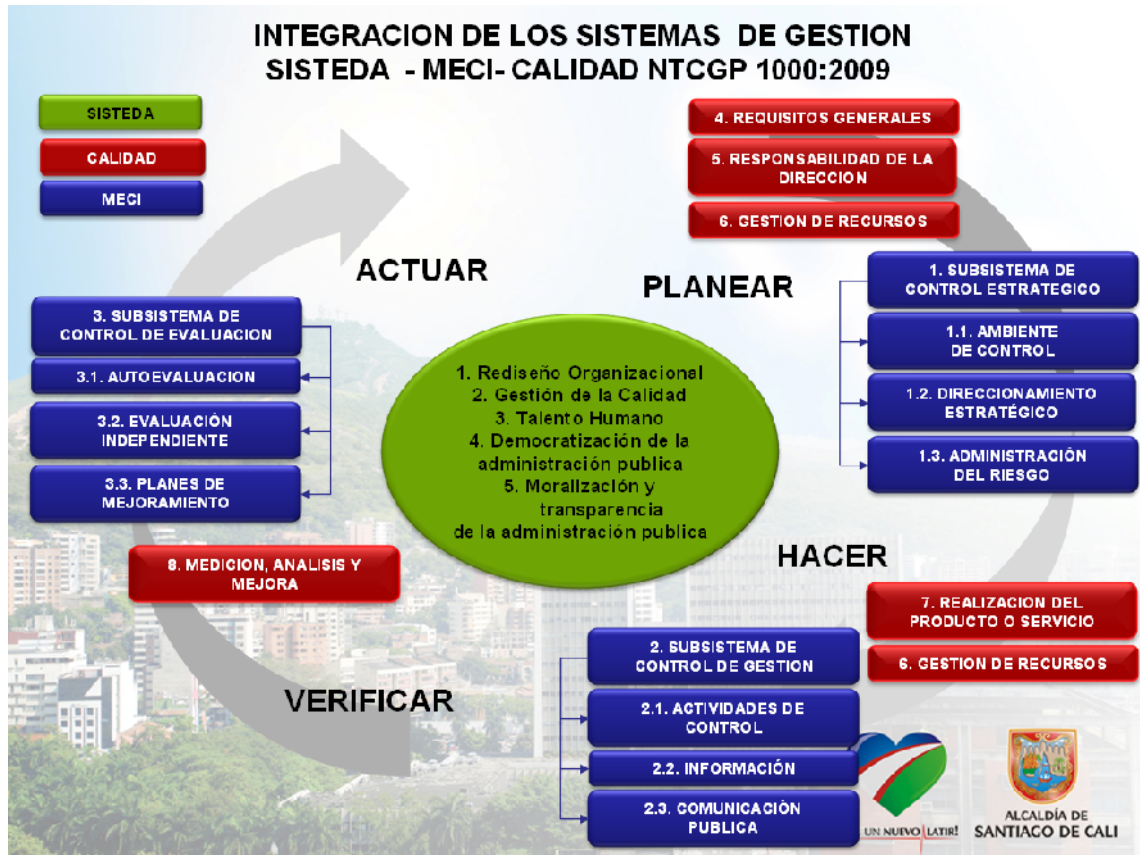 INTEGRACION DE LOS SISTEMAS DE GESTION
SISTEDA - MECI- CALIDAD NTCGP 1000:2009
SISTEDA
CALIDAD
MECI
4. REQUISITOS GENERALES
5. RESPONSABILIDAD DE LA
DIRECCION
6. GESTION DE RECURSOS
ACTUAR
PLANEAR
1. SUBSISTEMA DE
CONTROL ESTRATEGICO
1.1. AMBIENTE
DE CONTROL
1.2. DIRECCIONAMIENTO
ESTRATÉGICO
1.3. ADMINISTRACIÓN
DEL RIESGO
3. SUBSISTEMA DE
CONTROL DE EVALUACION
3.1. AUTOEVALUACION
3.2. EVALUACIÓN
INDEPENDIENTE
3.3. PLANES DE
MEJORAMIENTO
1. Rediseño Organizacional
2. Gestión de la Calidad
3. Talento Humano
4. Democratización de la
administración publica
5. Moralización y
transparencia
de la administración publica
8. MEDICION, ANALISIS Y
MEJORA
HACER
7. REALIZACION DEL
PRODUCTO O SERVICIO
6. GESTION DE RECURSOS
VERIFICAR
2. SUBSISTEMA DE
CONTROL DE GESTION
2.1. ACTIVIDADES DE
CONTROL
2.2. INFORMACIÓN
2.3. COMUNICACIÓN
PUBLICA
UN NUEVO LATIR!
ALCALDÍA DE
SANTIAGO DE CALI